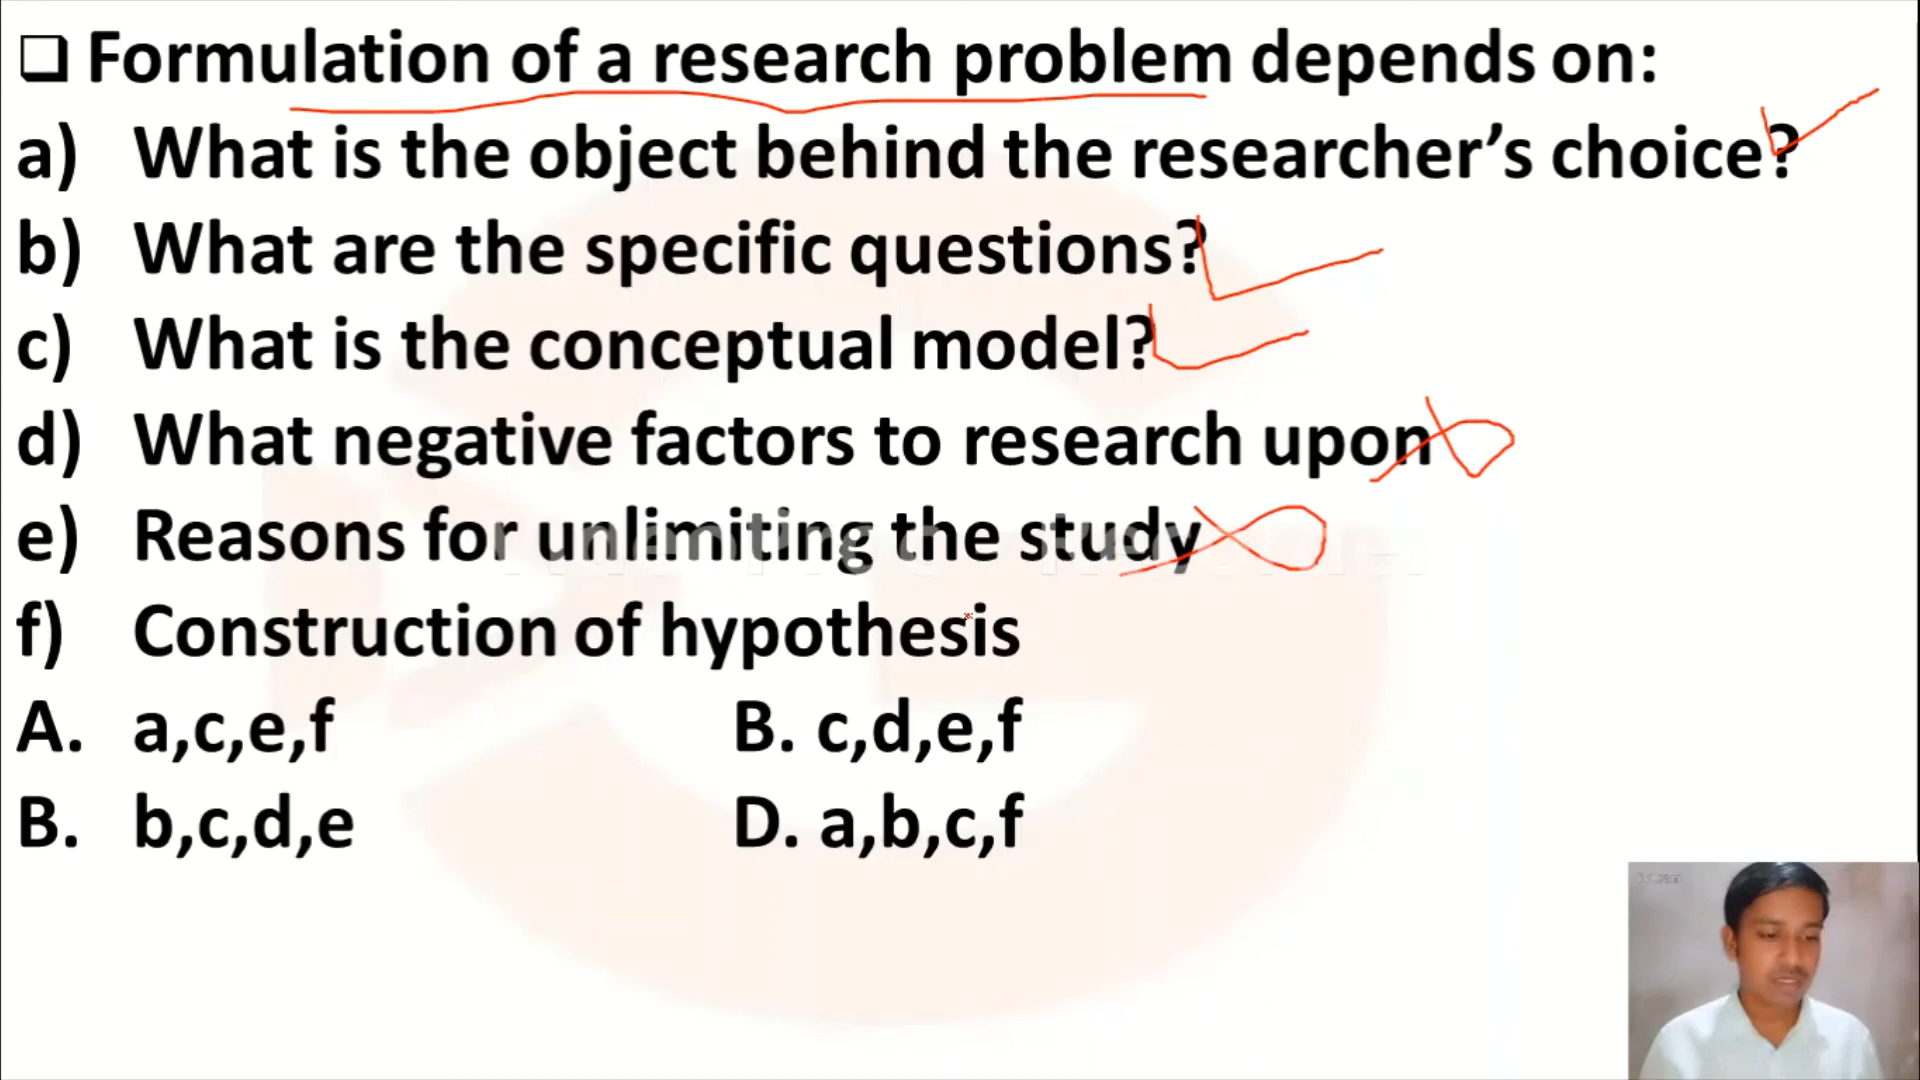 ❑ Formulation of a research problem depends on:
a) What is the object behind the researcher’s choice?
b) What are the specific questions?
c) What is the conceptual model?
d) What negative factors to research upon
e) Reasons for unlimiting the study
f) Construction of hypothesis
A. a,c,e,f B. c,d,e,f
B. b,c,d,e D. a,b,c,f